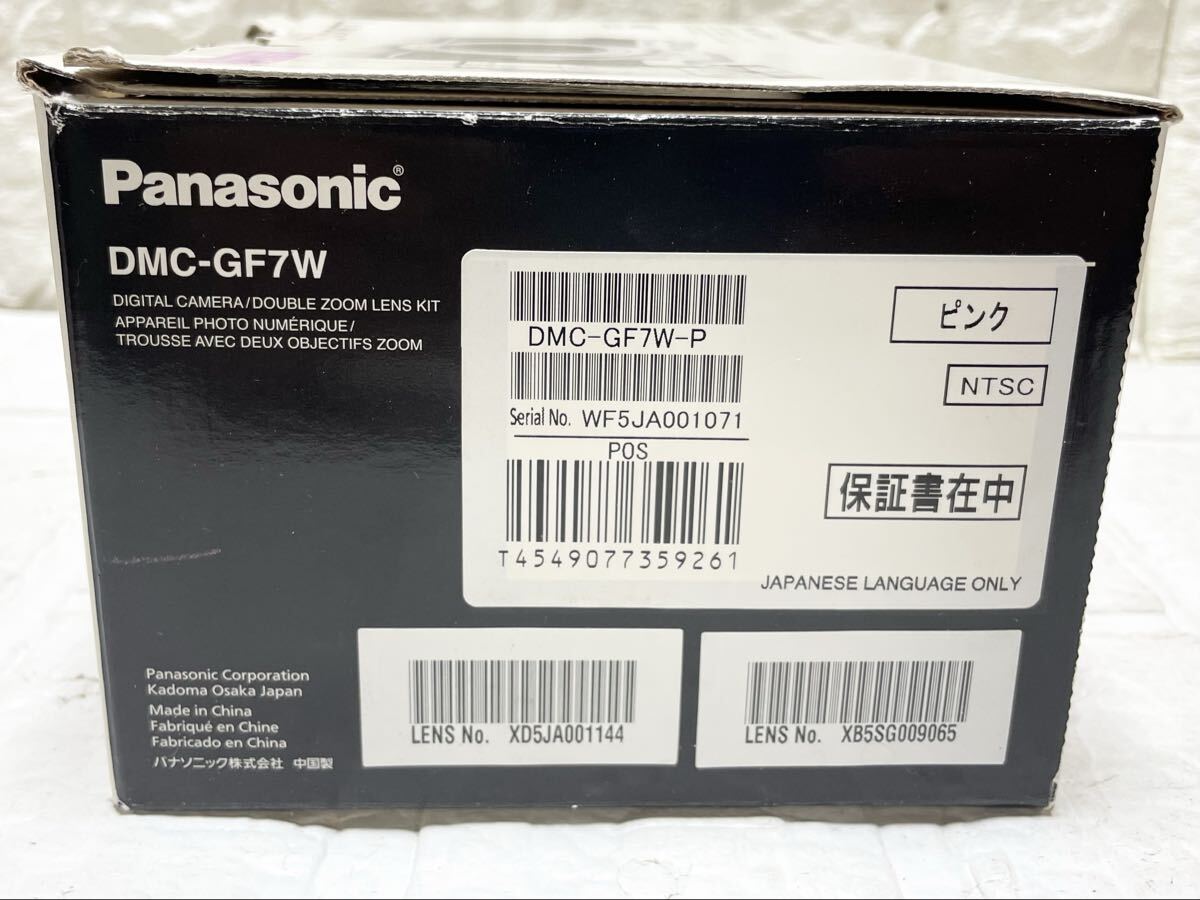 Panasonic®
DMC-GF7W
DIGITAL CAMERA/DOUBLE ZOOM LENS KIT
APPAREIL PHOTO NUMÉRIQUE/
TROUSSE AVEC DEUX OBJECTIFS ZOOM
DMC-GF7W-P
Serial No. WF5JA001071
POS
T4549077359261
ピンク
NTSC
保証書在中
JAPANESE LANGUAGE ONLY
Panasonic Corporation
Kadoma Osaka Japan
Made in China
Fabriqué en Chine
Fabricado en China
パナソニック株式会社 中国製
LENS No. XD5JA001144
LENS No. XB5SG009065